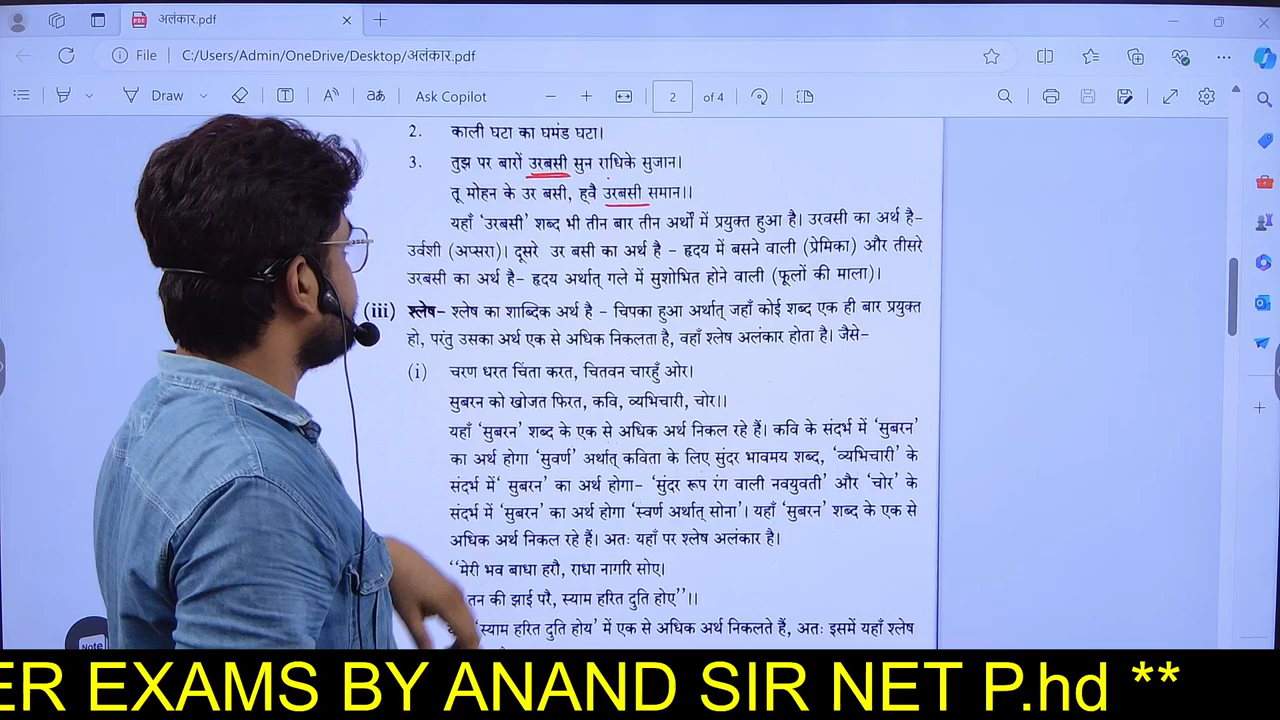 अलंकार.pdf
File C:/Users/Admin/OneDrive/Desktop/अलंकार.pdf
Draw Ask Copilot 2 of 4
2. काली घटा का घमंड घटा।
3. तुझ पर बारों उरबसी सुन राधिके सुजान।
तू मोहन के उर बसी, ह्वै उरबसी समान।।
यहाँ ‘उरबसी’ शब्द भी तीन बार तीन अर्थों में प्रयुक्त हुआ है। उरवसी का अर्थ है–
उर्वशी (अप्सरा)। दूसरे उर बसी का अर्थ है – हृदय में बसने वाली (प्रेमिका) और तीसरे
उरबसी का अर्थ है– हृदय अर्थात् गले में सुशोभित होने वाली (फूलों की माला)।
(iii) श्लेष– श्लेष का शाब्दिक अर्थ है – चिपका हुआ अर्थात् जहाँ कोई शब्द एक ही बार प्रयुक्त
हो, परंतु उसका अर्थ एक से अधिक निकलता है, वहाँ श्लेष अलंकार होता है। जैसे–
(i) चरण धरत चिंता करत, चितवन चारहुँ ओर।
सुबरन को खोजत फिरत, कवि, व्यभिचारी, चोर।।
यहाँ ‘सुबरन’ शब्द के एक से अधिक अर्थ निकल रहे हैं। कवि के संदर्भ में ‘सुबरन’
का अर्थ होगा ‘सुवर्ण’ अर्थात् कविता के लिए सुंदर भावमय शब्द, ‘व्यभिचारी’ के
संदर्भ में‘ सुबरन’ का अर्थ होगा– ‘सुंदर रूप रंग वाली नवयुवती’ और ‘चोर’ के
संदर्भ में ‘सुबरन’ का अर्थ होगा ‘स्वर्ण अर्थात् सोना’। यहाँ ‘सुबरन’ शब्द के एक से
अधिक अर्थ निकल रहे हैं। अतः यहाँ पर श्लेष अलंकार है।
‘‘मेरी भव बाधा हरौ, राधा नागरि सोए।
तन की झाई परै, स्याम हरित दुति होए’’।।
‘स्याम हरित दुति होय’ में एक से अधिक अर्थ निकलते हैं, अतः इसमें यहाँ श्लेष
Note
ER EXAMS BY ANAND SIR NET P.hd **